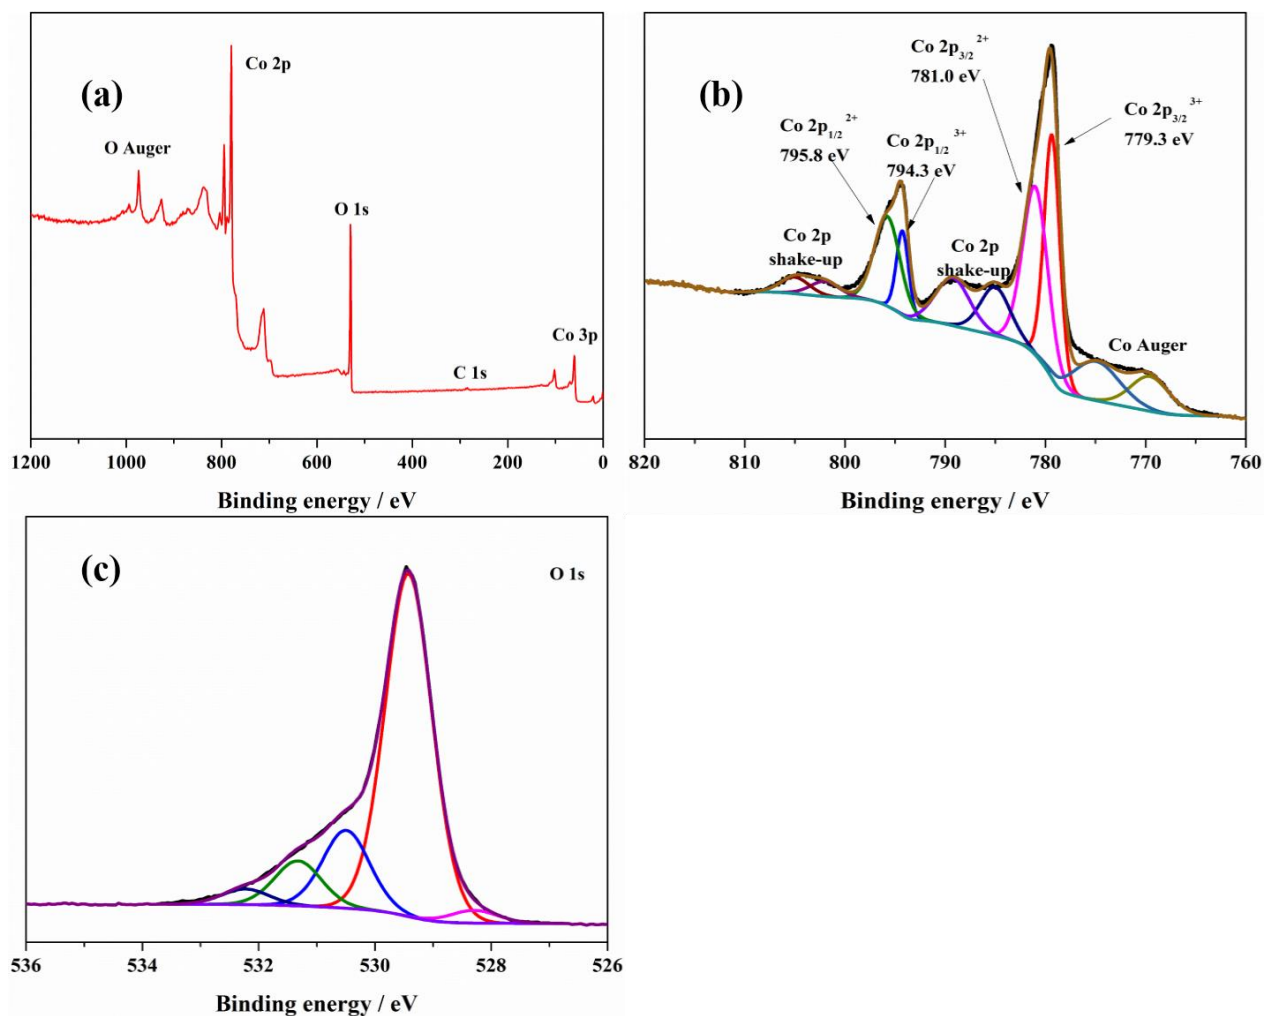 (a)
Co 2p
O Auger
O 1s
Co 3p
C 1s
1200 1000 800 600 400 200 0
Binding energy / eV
(b)
Co 2p3/2 2+
781.0 eV
Co 2p3/2 3+
779.3 eV
Co 2p1/2 2+
795.8 eV
Co 2p1/2 3+
794.3 eV
Co 2p
shake-up
Co 2p
shake-up
Co Auger
820 810 800 790 780 770 760
Binding energy / eV
(c)
O 1s
536 532 530 528 526
Binding energy / eV